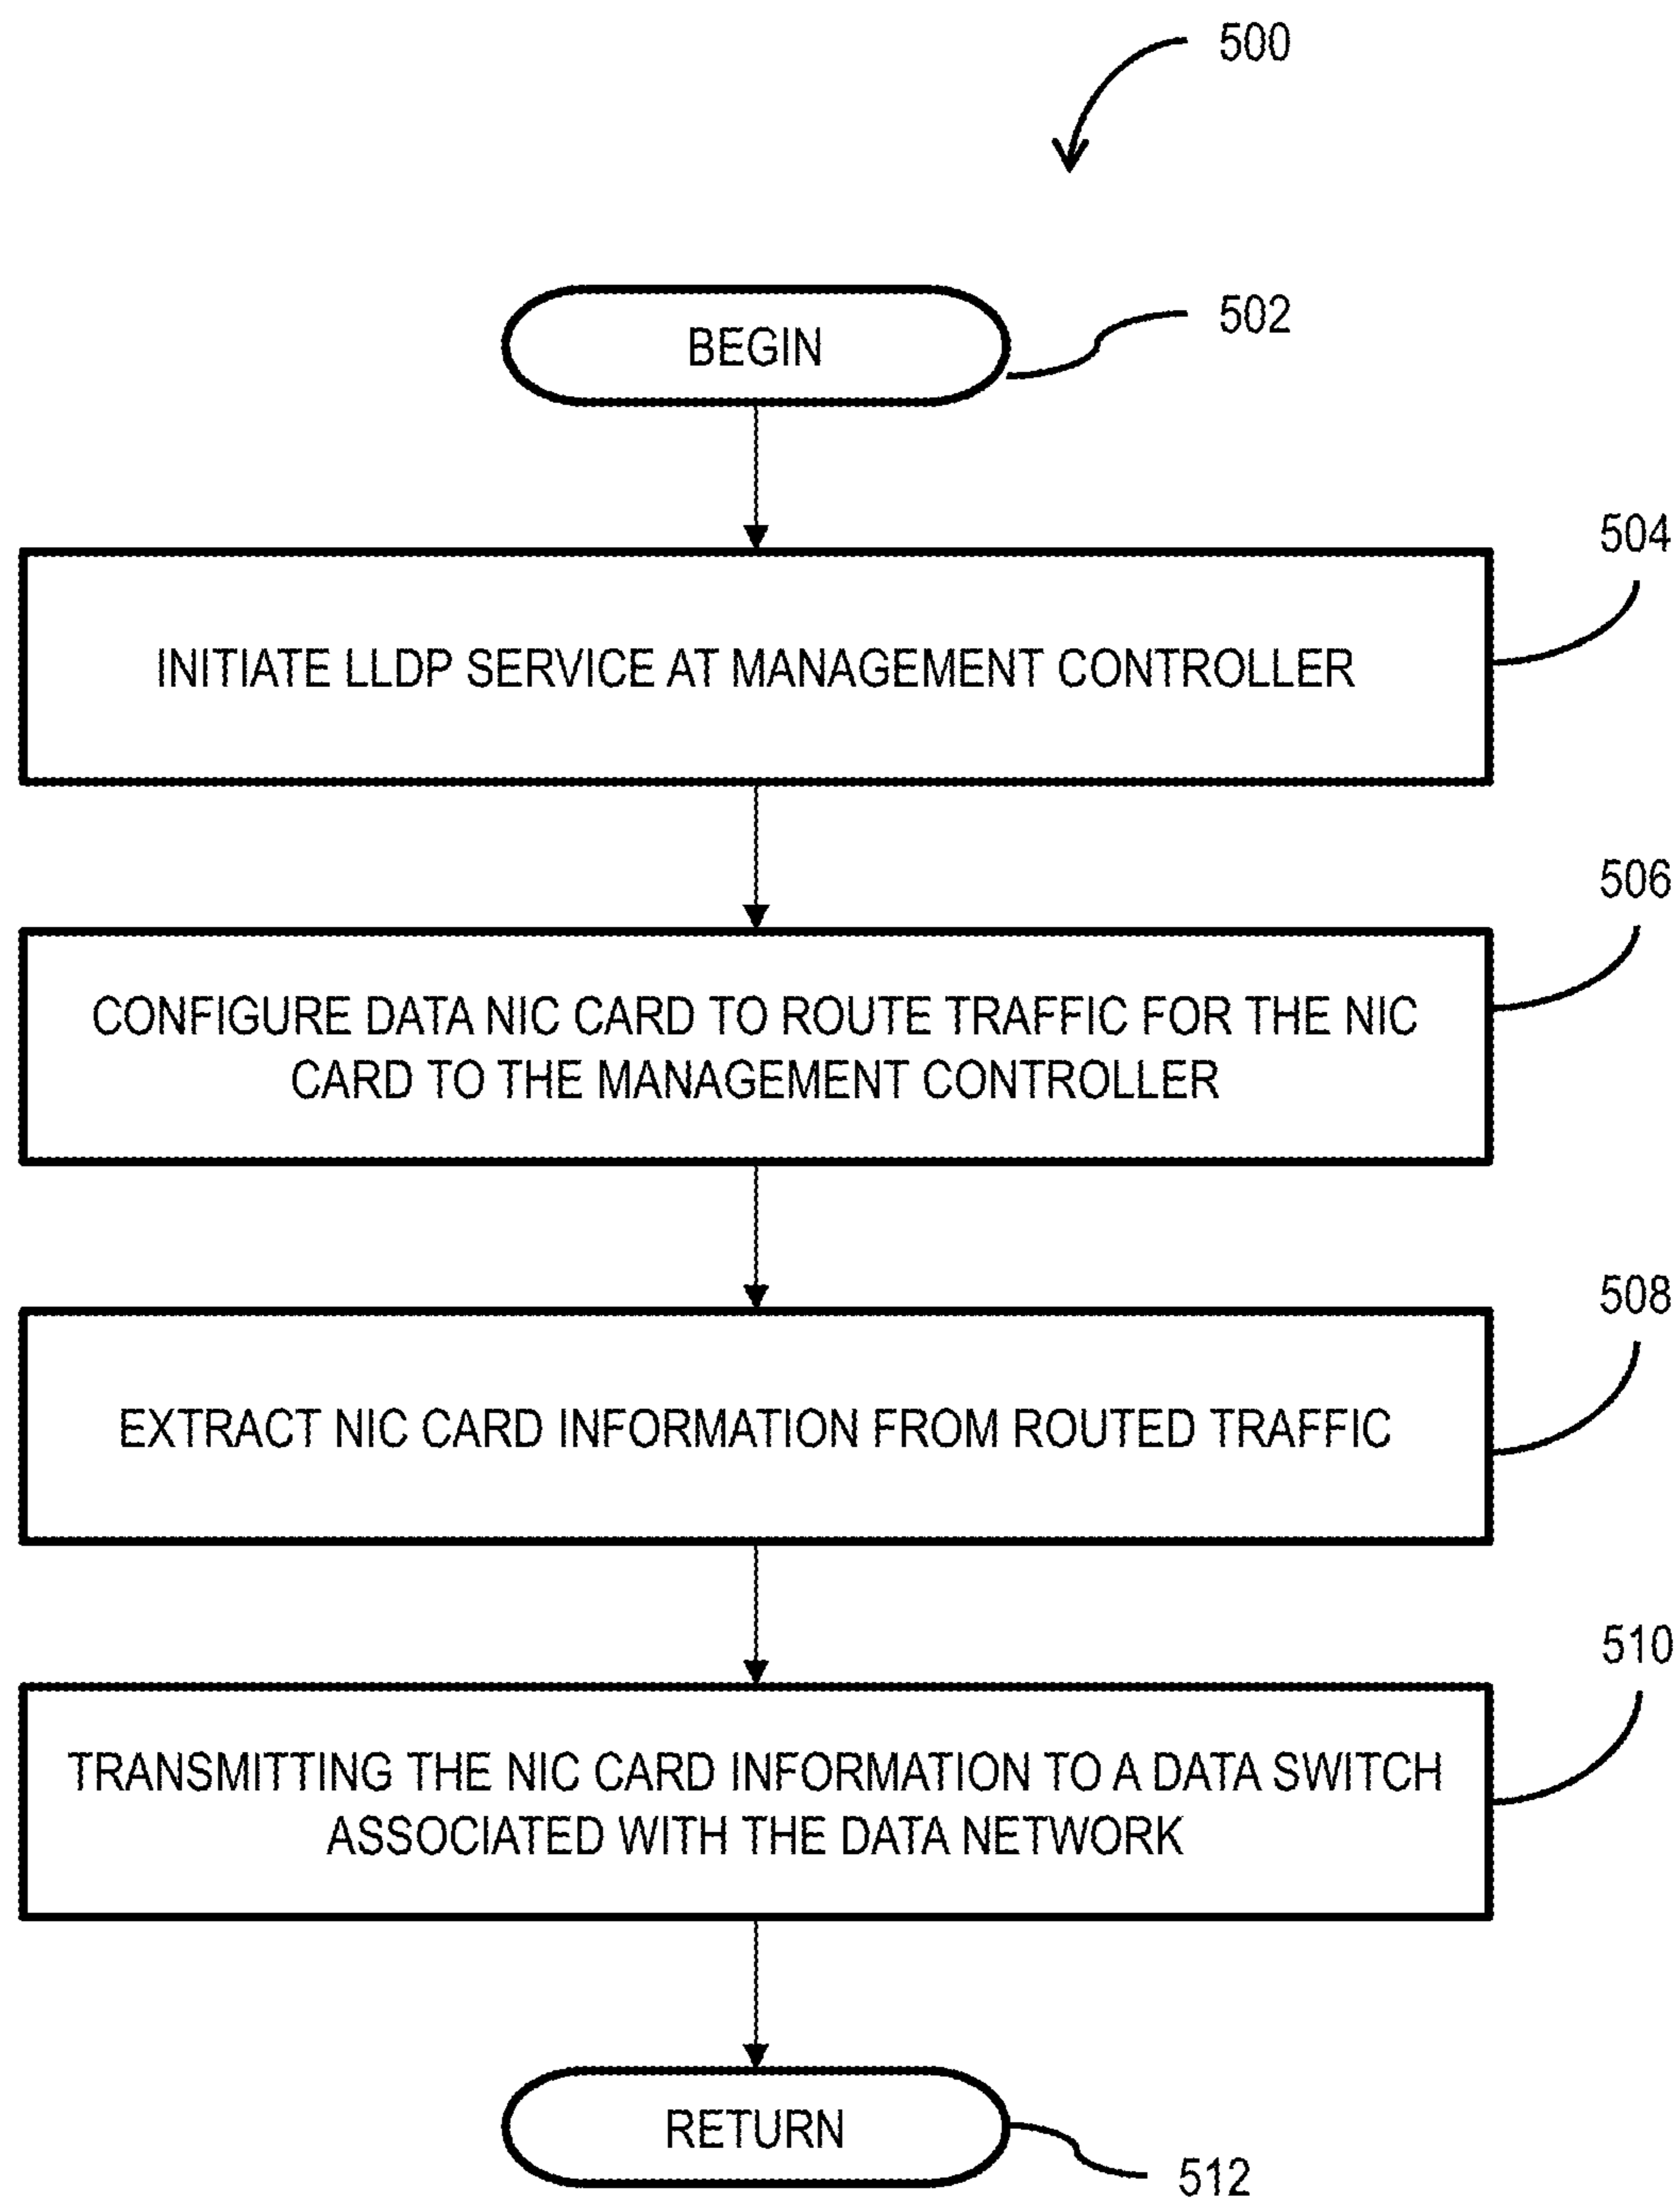 500
BEGIN
502
504
INITIATE LLDP SERVICE AT MANAGEMENT CONTROLLER
506
CONFIGURE DATA NIC CARD TO ROUTE TRAFFIC FOR THE NIC
CARD TO THE MANAGEMENT CONTROLLER
508
EXTRACT NIC CARD INFORMATION FROM ROUTED TRAFFIC
510
TRANSMITTING THE NIC CARD INFORMATION TO A DATA SWITCH
ASSOCIATED WITH THE DATA NETWORK
RETURN
512